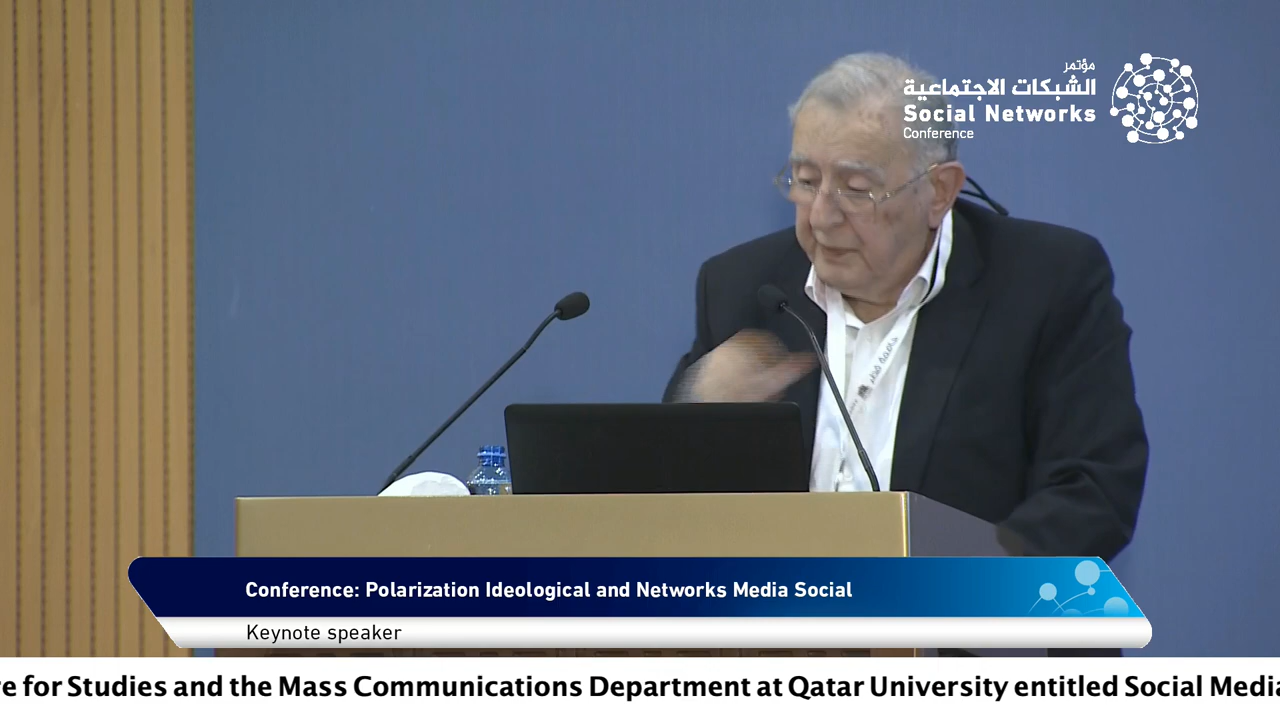 مؤتمر
الشبكات الاجتماعية
Social Networks
Conference
Conference: Polarization Ideological and Networks Media Social
Keynote speaker
e for Studies and the Mass Communications Department at Qatar University entitled Social Media